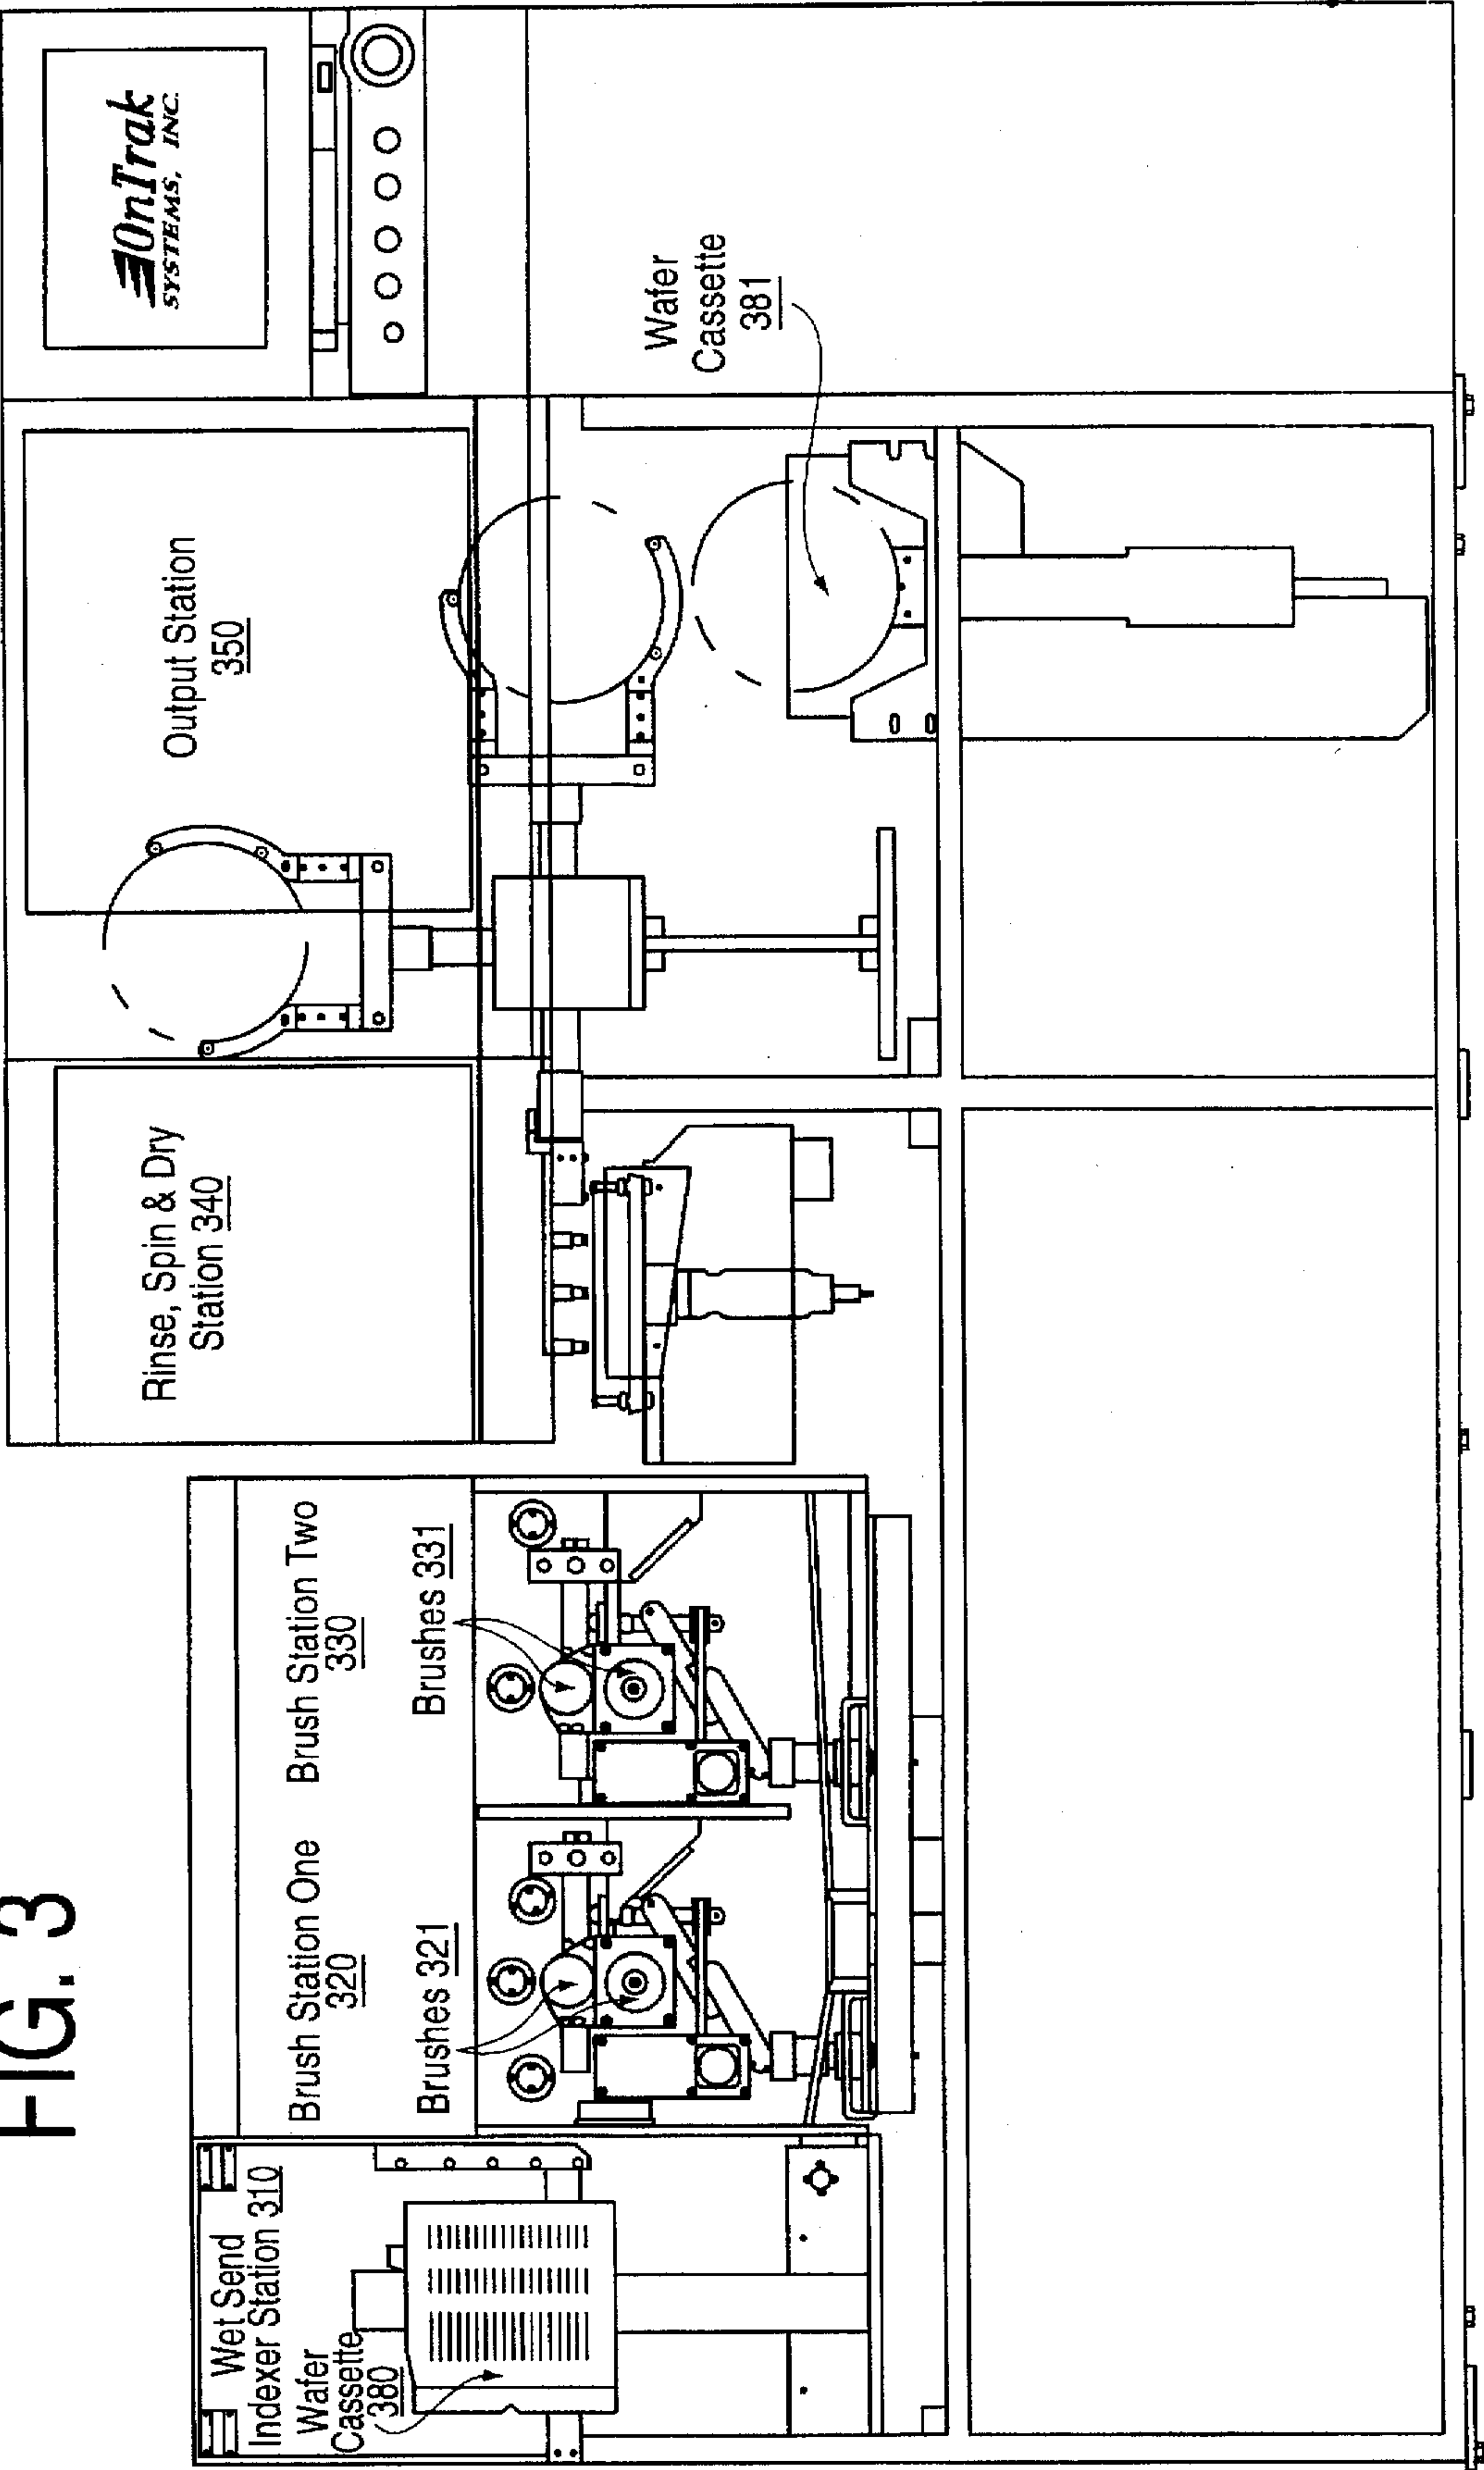 FIG. 3
Wet Send
Indexer Station 310
Wafer
Cassette
380
Brush Station One
320
Brushes 321
Brush Station Two
330
Brushes 331
Rinse, Spin & Dry
Station 340
Output Station
350
Wafer
Cassette
381
OnTrak
SYSTEMS, INC.